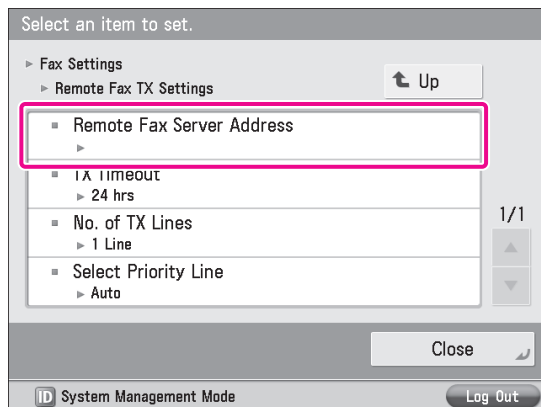 Select an item to set.
Fax Settings
Remote Fax TX Settings
Up
Remote Fax Server Address
TX Timeout
24 hrs
No. of TX Lines
1 Line
Select Priority Line
Auto
1/1
Close
ID System Management Mode
Log Out